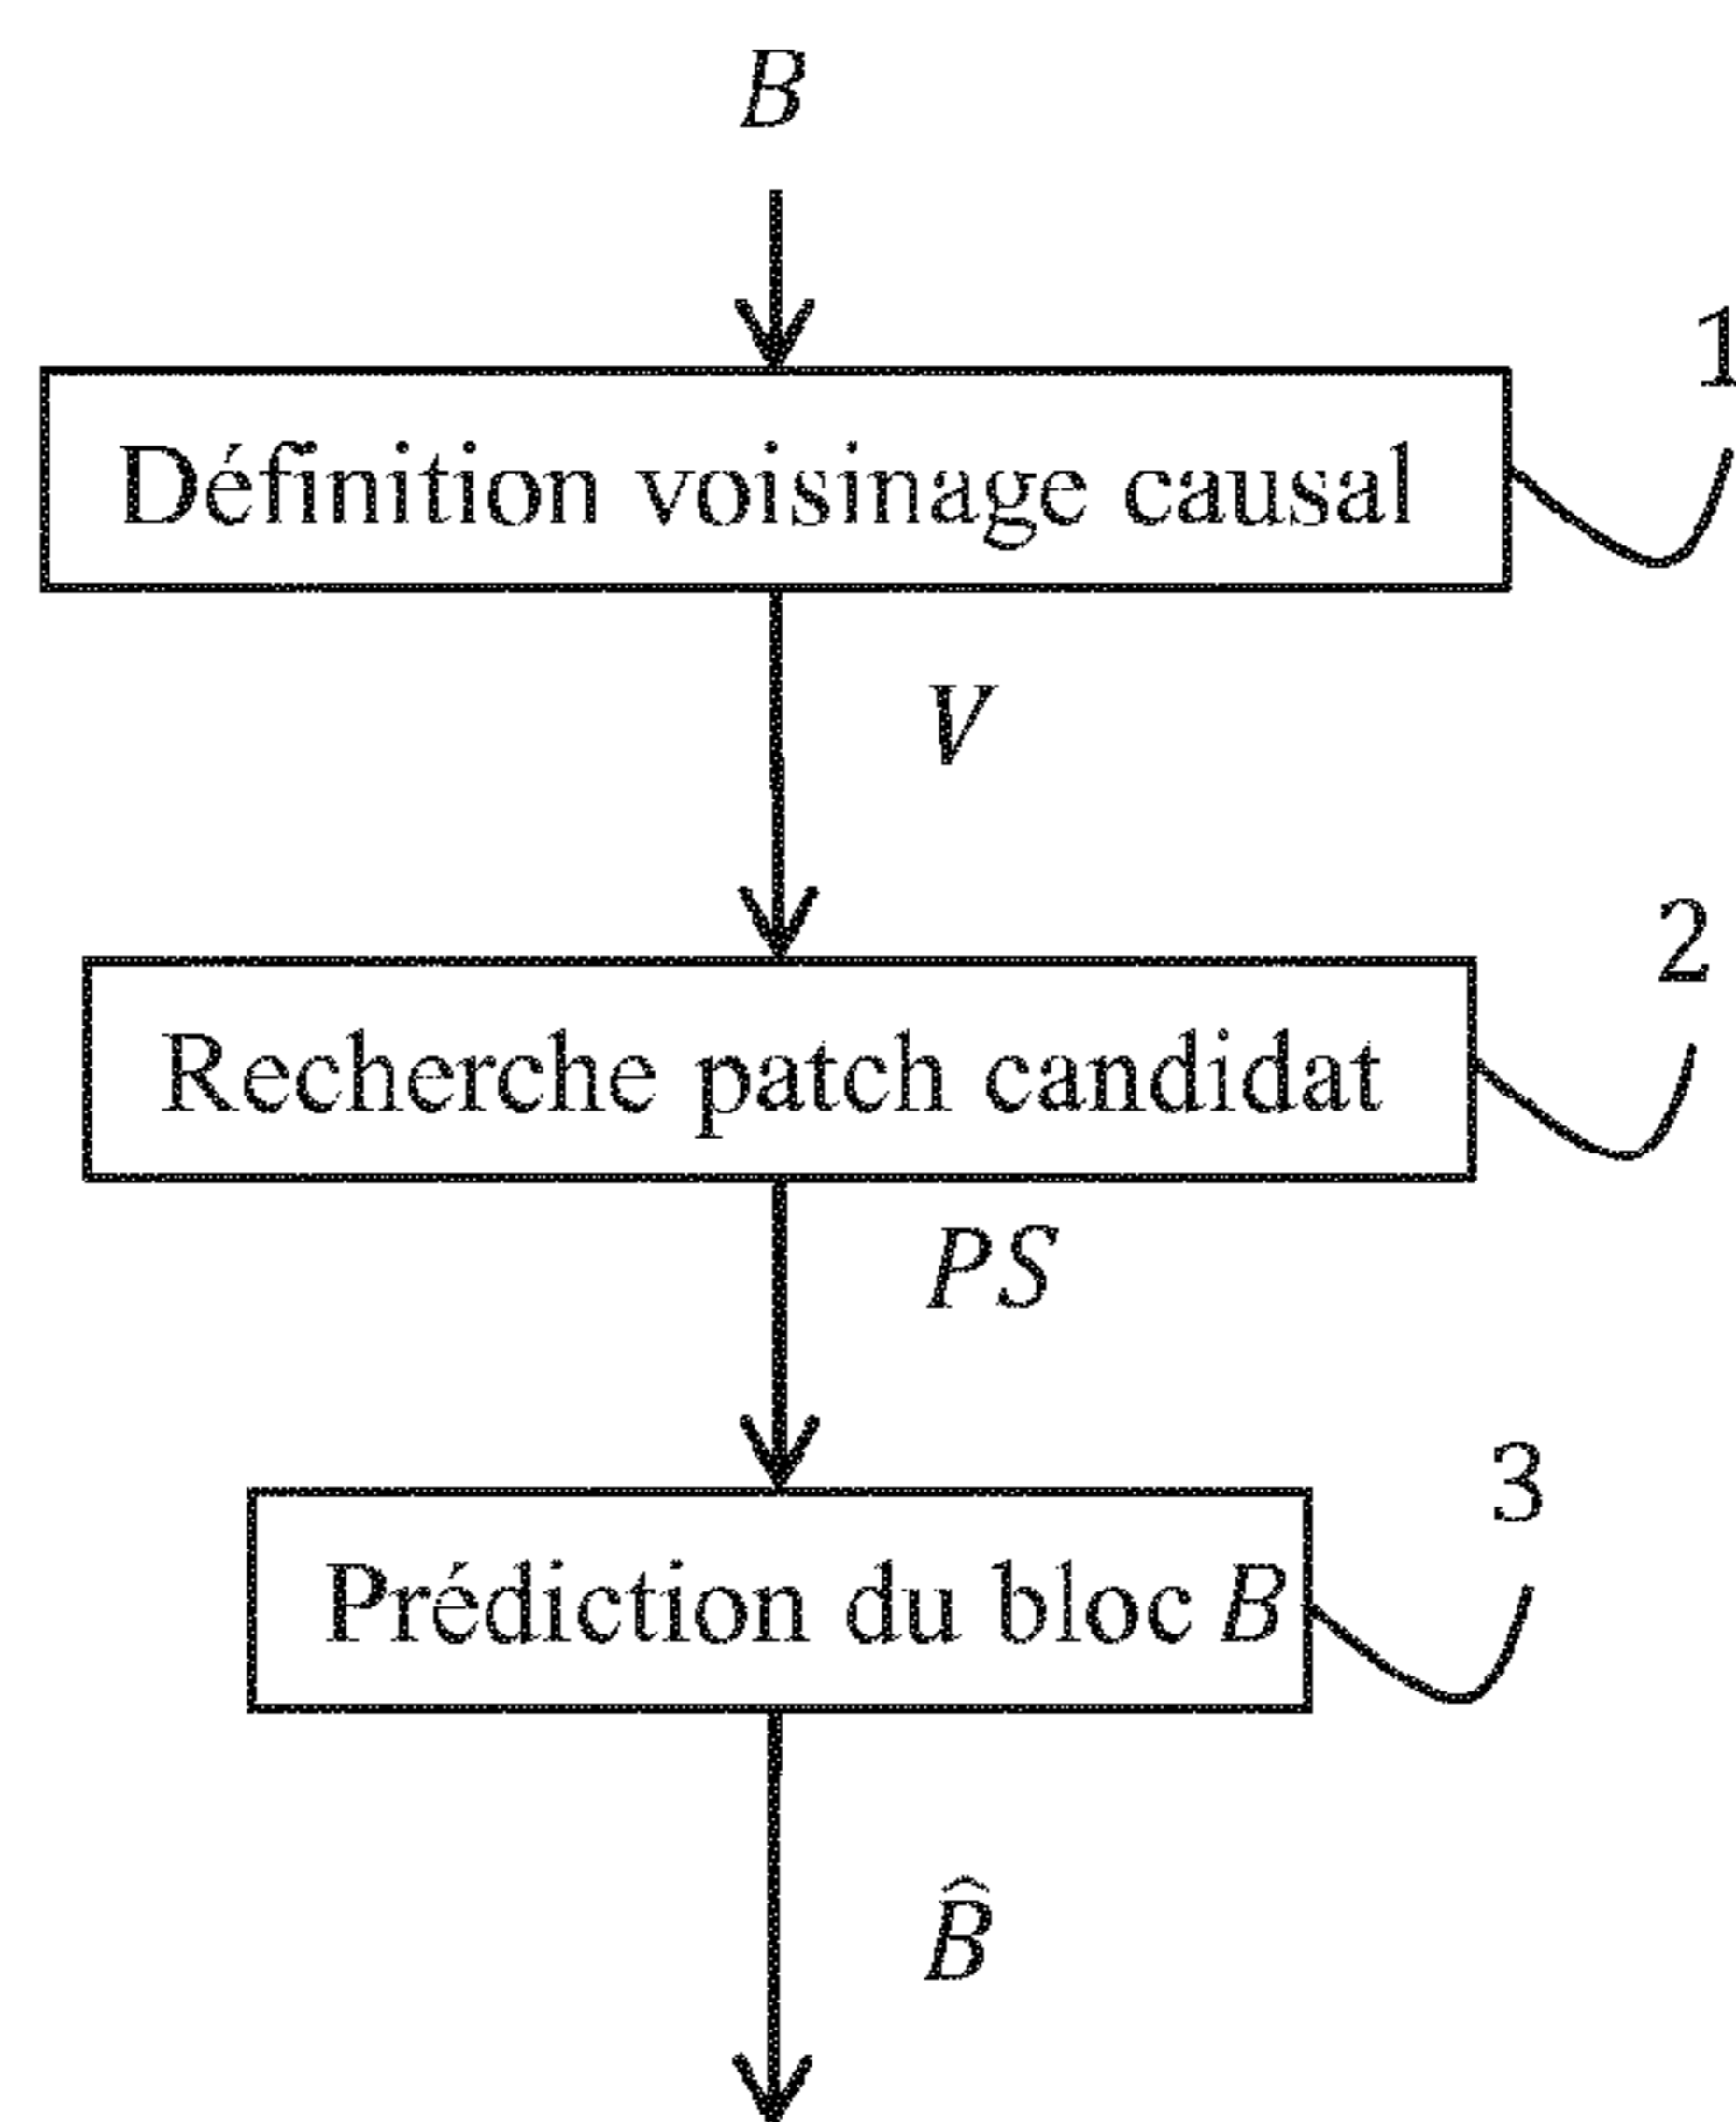 B
1
Définition voisinage causal
V
2
Recherche patch candidat
PS
3
Prédiction du bloc B
B̂